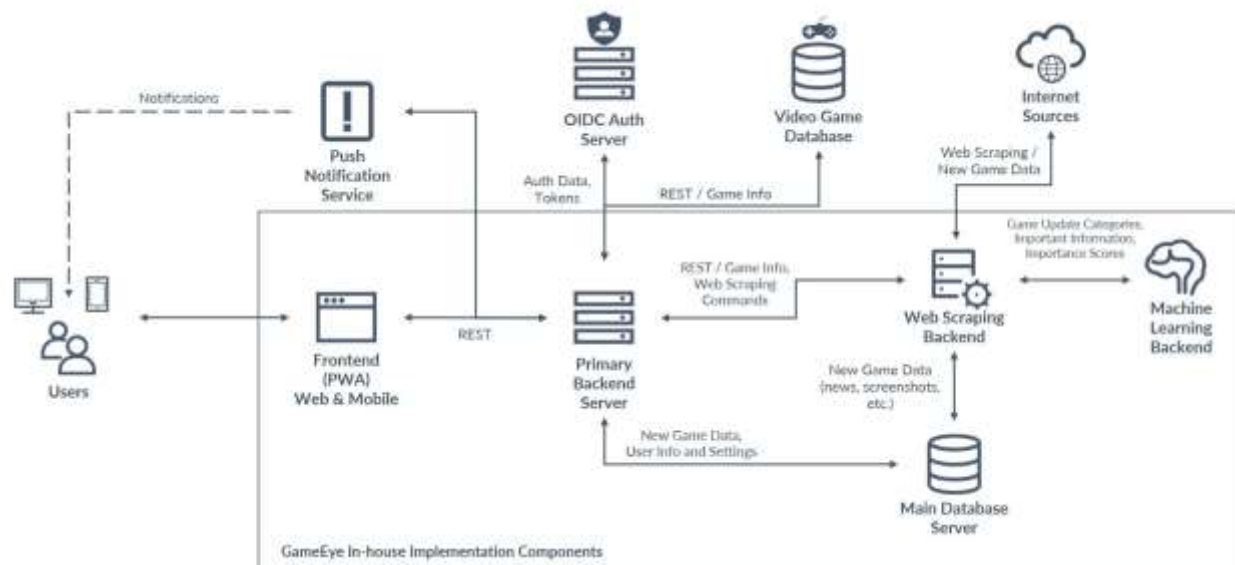 Notifications
Push
Notification
Service
OIDC Auth
Server
Video Game
Database
Internet
Sources
Auth Data,
Tokens
REST / Game Info
Web Scraping /
New Game Data
Users
Frontend
(PWA)
Web & Mobile
REST
Primary
Backend
Server
REST / Game Info,
Web Scraping
Commands
Web Scraping
Backend
Game Update Categories,
Important Information,
Importance Scores
Machine
Learning
Backend
New Game Data
(news, screenshots,
etc.)
New Game Data,
User Info and Settings
Main Database
Server
GameEye In-house Implementation Components